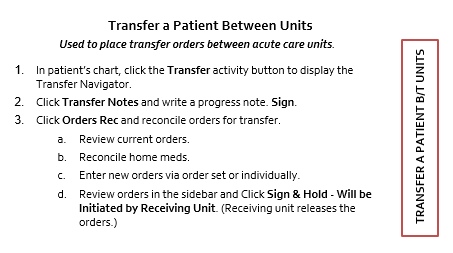 Transfer a Patient Between Units
Used to place transfer orders between acute care units.
1. In patient's chart, click the Transfer activity button to display the
Transfer Navigator.
2. Click Transfer Notes and write a progress note. Sign.
3. Click Orders Rec and reconcile orders for transfer.
a. Review current orders.
b. Reconcile home meds.
c. Enter new orders via order set or individually.
d. Review orders in the sidebar and Click Sign & Hold - Will be
Initiated by Receiving Unit. (Receiving unit releases the
orders.)
TRANSFER A PATIENT B/T UNITS